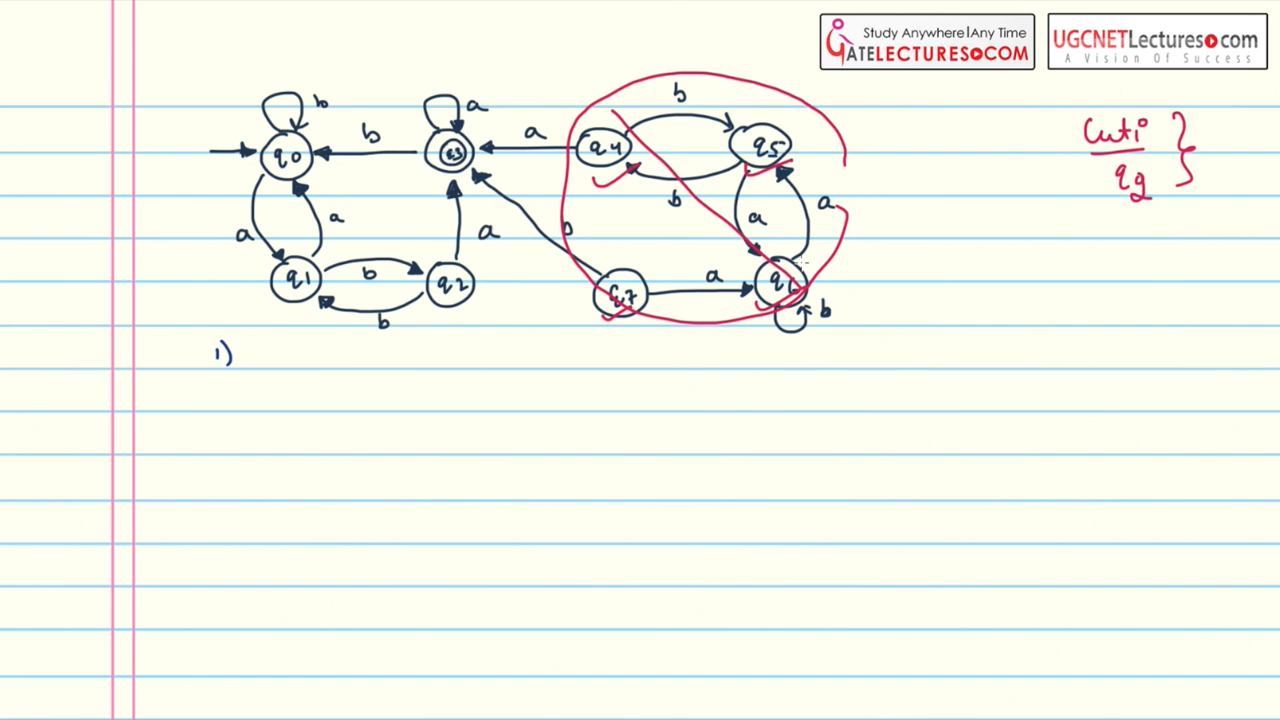 Study Anywhere|Any Time
GATELECTURES.COM
UGCNETLectures.com
A Vision Of Success
b
a
b
q0
b
q3
a
q4
b
q5
a
a
b
a
b
a
a
q1
b
q2
b
q7
a
q6
b
1)
qg